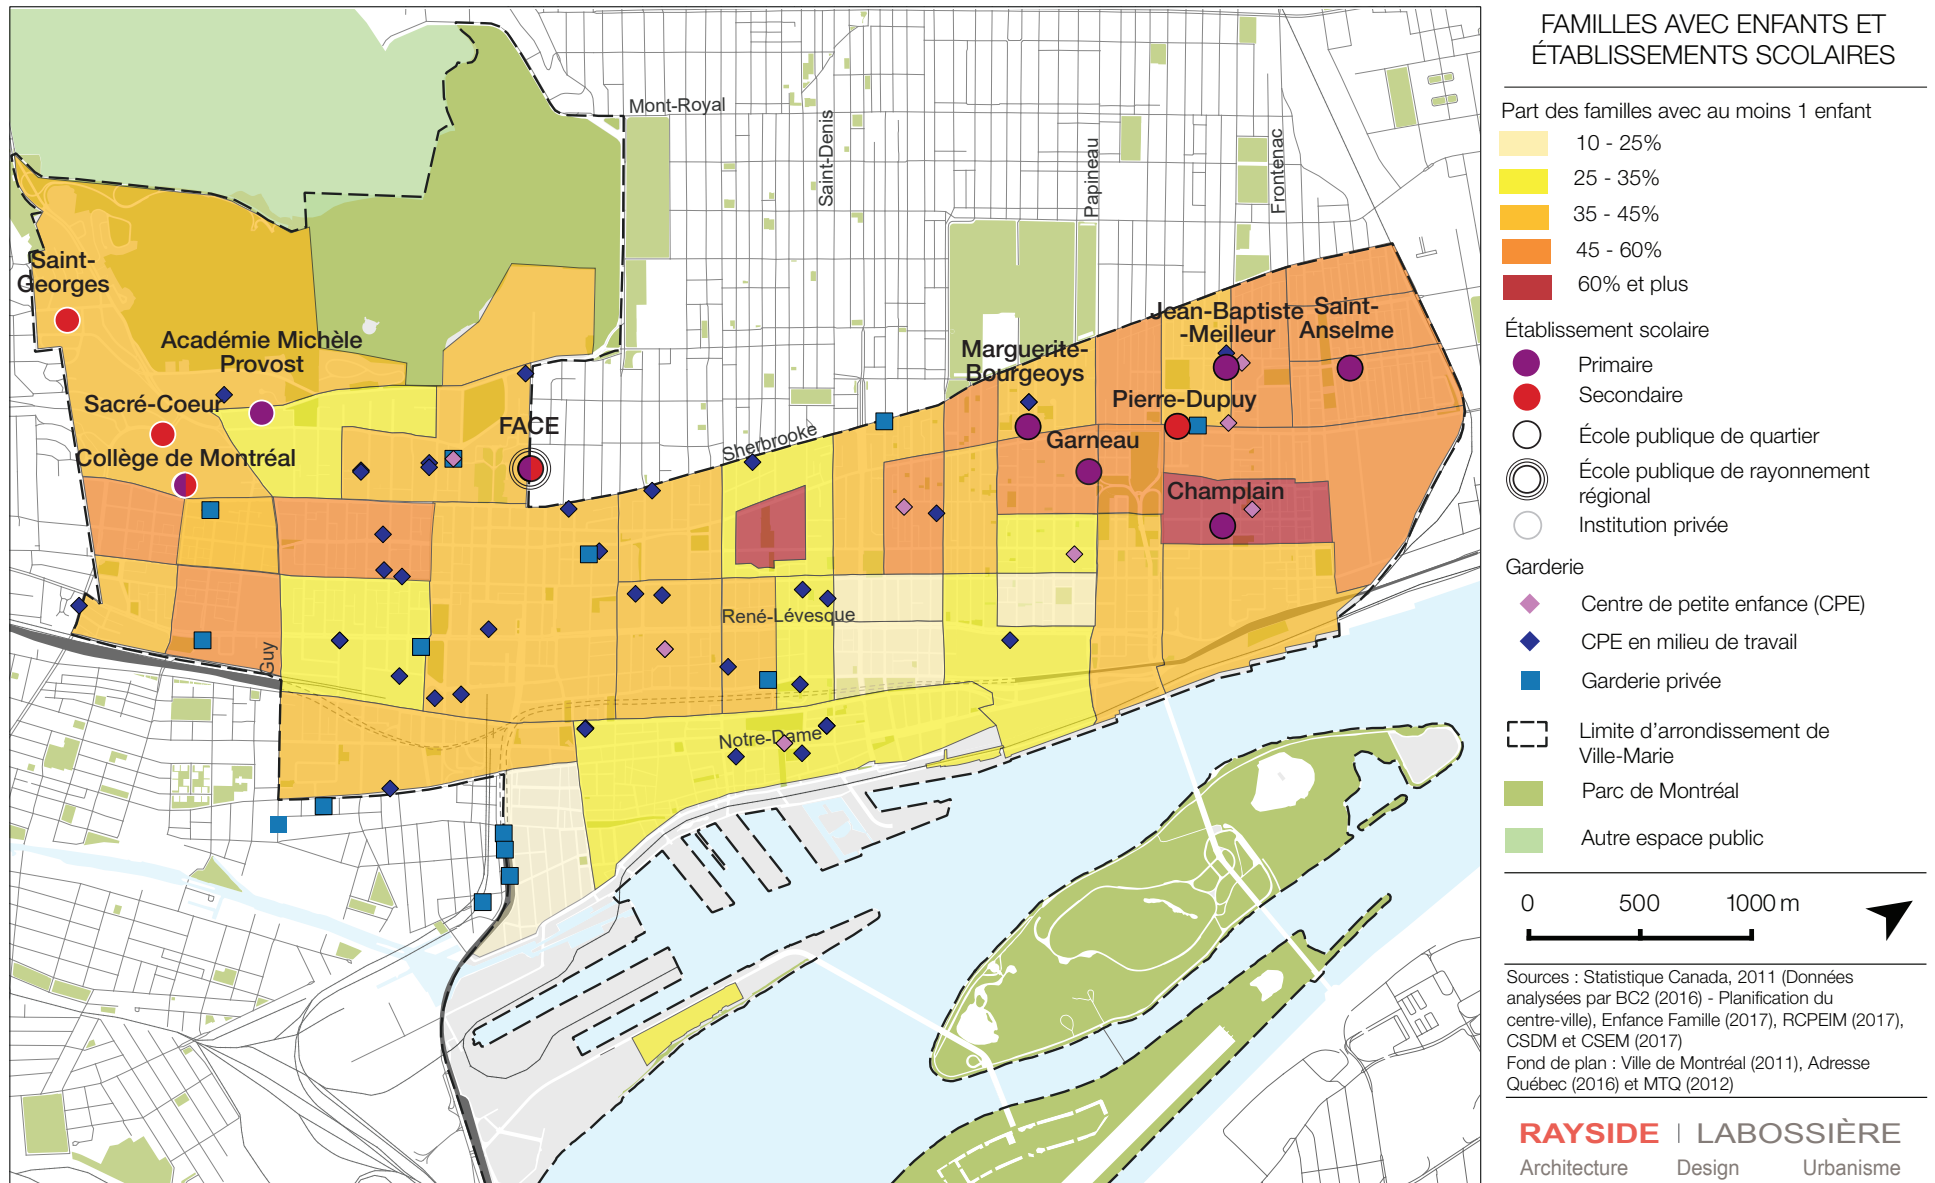 Mont-Royal
Saint-Denis
Papineau
Frontenac
Saint-
Georges
Académie Michèle
Provost
Sacré-Coeur
Collège de Montréal
FACE
Sherbrooke
Marguerite-
Bourgeoys
Jean-Baptiste
-Meilleur
Saint-
Anselme
Pierre-Dupuy
Garneau
Champlain
René-Lévesque
Guy
Notre-Dame
FAMILLES AVEC ENFANTS ET
ÉTABLISSEMENTS SCOLAIRES
Part des familles avec au moins 1 enfant
10 - 25%
25 - 35%
35 - 45%
45 - 60%
60% et plus
Établissement scolaire
Primaire
Secondaire
École publique de quartier
École publique de rayonnement
régional
Institution privée
Garderie
Centre de petite enfance (CPE)
CPE en milieu de travail
Garderie privée
Limite d'arrondissement de
Ville-Marie
Parc de Montréal
Autre espace public
0 500 1000 m
Sources : Statistique Canada, 2011 (Données
analysées par BC2 (2016) - Planification du
centre-ville), Enfance Famille (2017), RCPEIM (2017),
CSDM et CSEM (2017)
Fond de plan : Ville de Montréal (2011), Adresse
Québec (2016) et MTQ (2012)
RAYSIDE | LABOSSIÈRE
Architecture Design Urbanisme